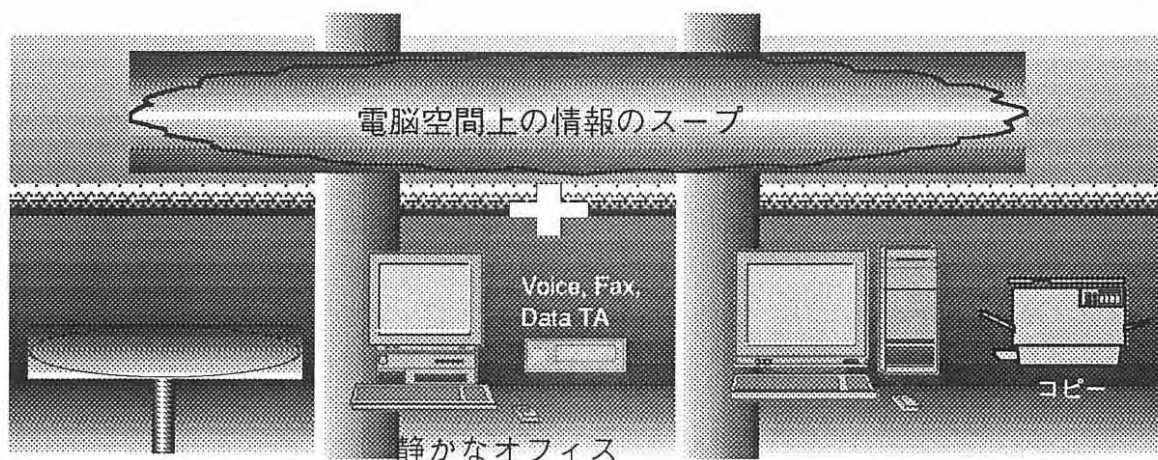 電脳空間上の情報のスープ
Voice, Fax,
Data TA
コピー
静かなオフィス